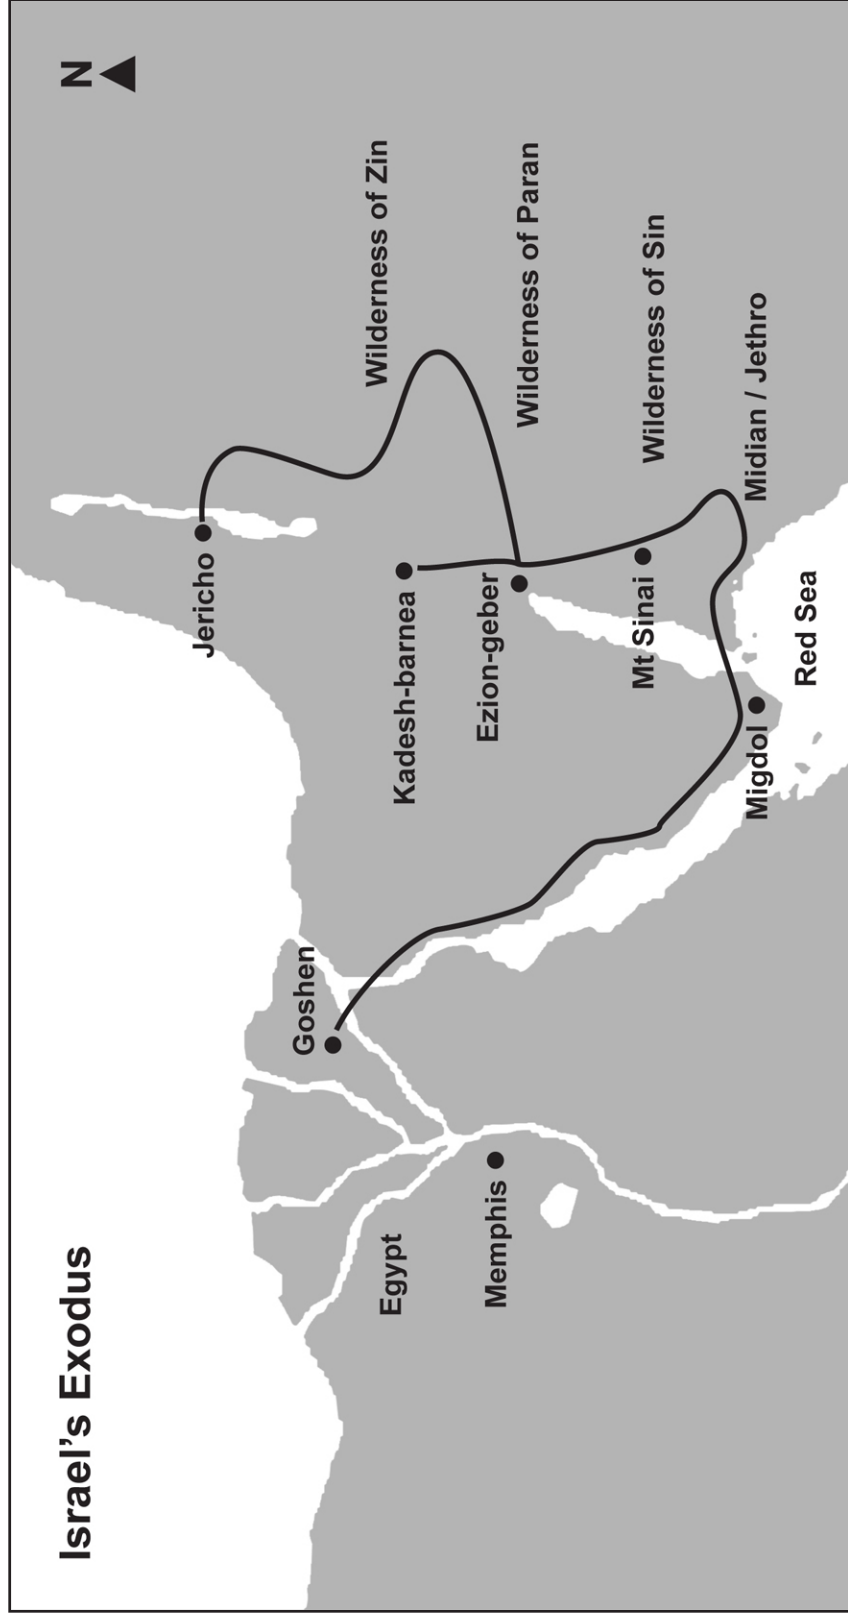 Israel's Exodus
N
Jericho
Goshen
Wilderness of Zin
Egypt
Kadesh-barnea
Memphis
Ezion-geber
Wilderness of Paran
Mt Sinai
Wilderness of Sin
Migdol
Midian / Jethro
Red Sea